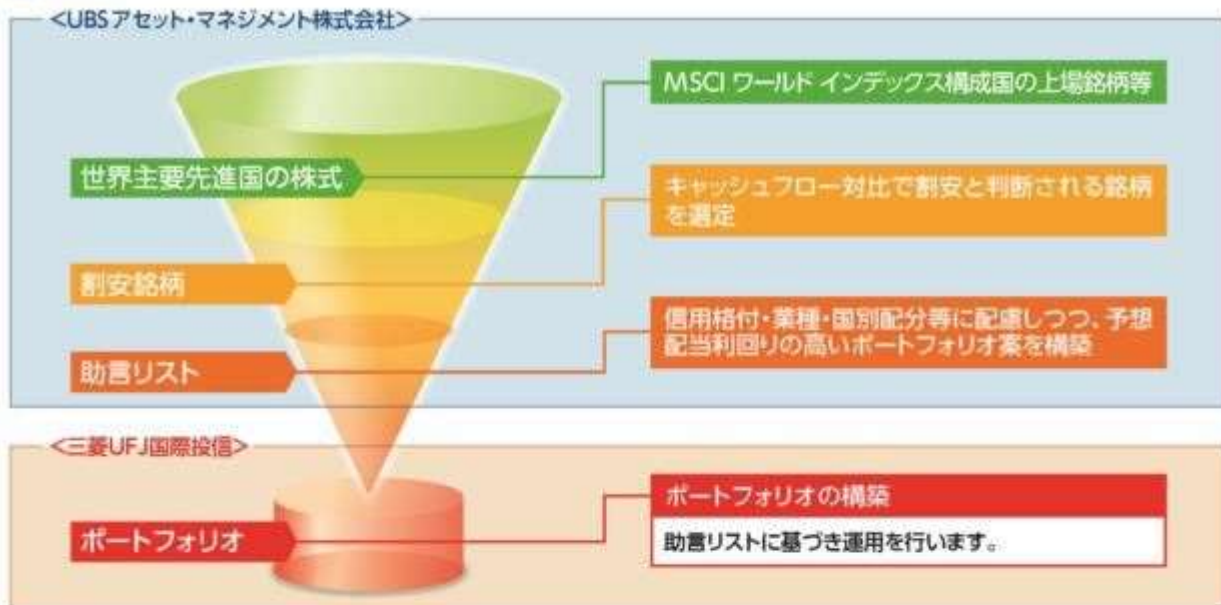 <UBSアセット・マネジメント株式会社>
MSCI ワールド インデックス構成国の上場銘柄等
世界主要先進国の株式
キャッシュフロー対比で割安と判断される銘柄
を選定
割安銘柄
信用格付・業種・国別配分等に配慮しつつ、予想
配当利回りの高いポートフォリオ案を構築
助言リスト
<三菱UFJ国際投信>
ポートフォリオの構築
ポートフォリオ
助言リストに基づき運用を行います。